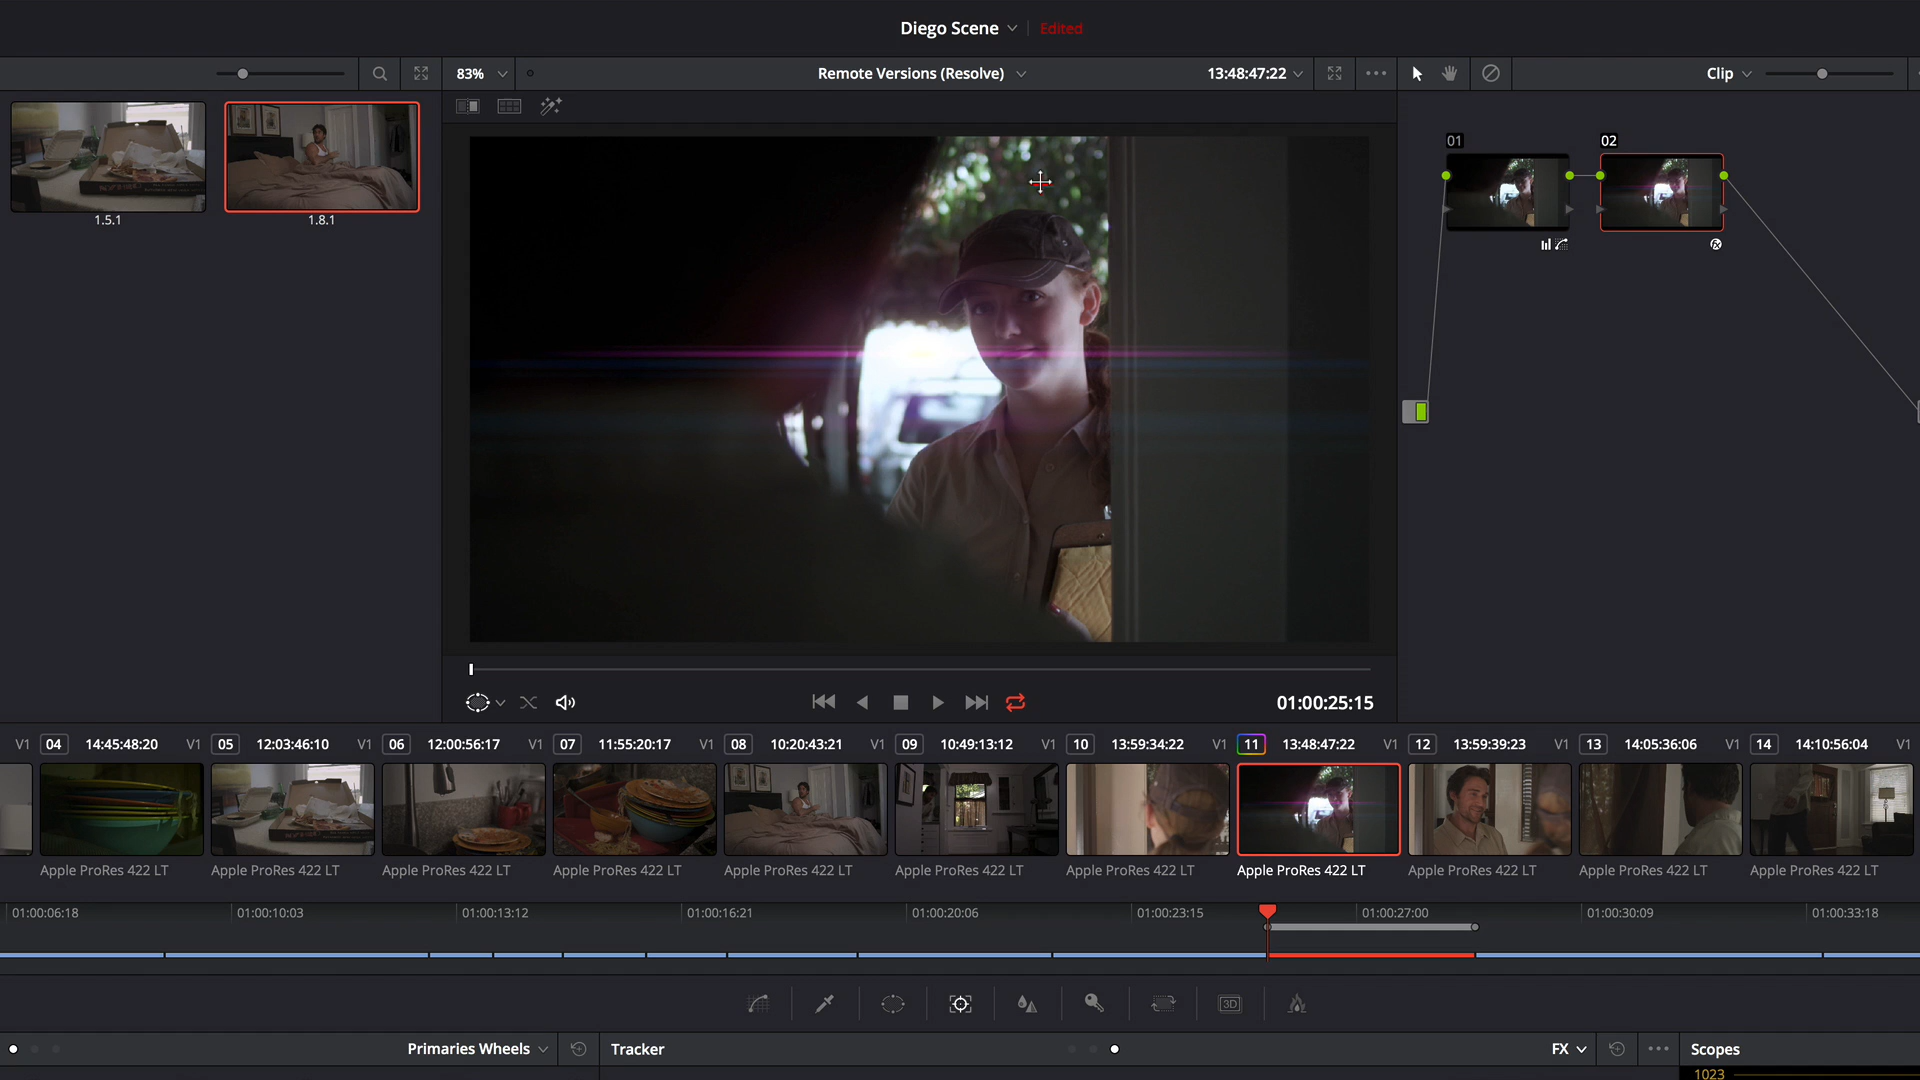 Diego Scene
Edited
83%
Remote Versions (Resolve)
13:48:47:22
Clip
01
02
1.5.1
1.8.1
01:00:25:15
V1 04 14:45:48:20 V1 05 12:03:46:10 V1 06 12:00:56:17 V1 07 11:55:20:17 V1 08 10:20:43:21 V1 09 10:49:13:12 V1 10 13:59:34:22 V1 11 13:48:47:22 V1 12 13:59:39:23 V1 13 14:05:36:06 V1 14 14:10:56:04 V1
Apple ProRes 422 LT Apple ProRes 422 LT Apple ProRes 422 LT Apple ProRes 422 LT Apple ProRes 422 LT Apple ProRes 422 LT Apple ProRes 422 LT Apple ProRes 422 LT Apple ProRes 422 LT Apple ProRes 422 LT Apple ProRes 422 LT
01:00:06:18 01:00:10:03 01:00:13:12 01:00:16:21 01:00:20:06 01:00:23:15 01:00:27:00 01:00:30:09 01:00:33:18
3D
Primaries Wheels
Tracker
FX
Scopes
1023